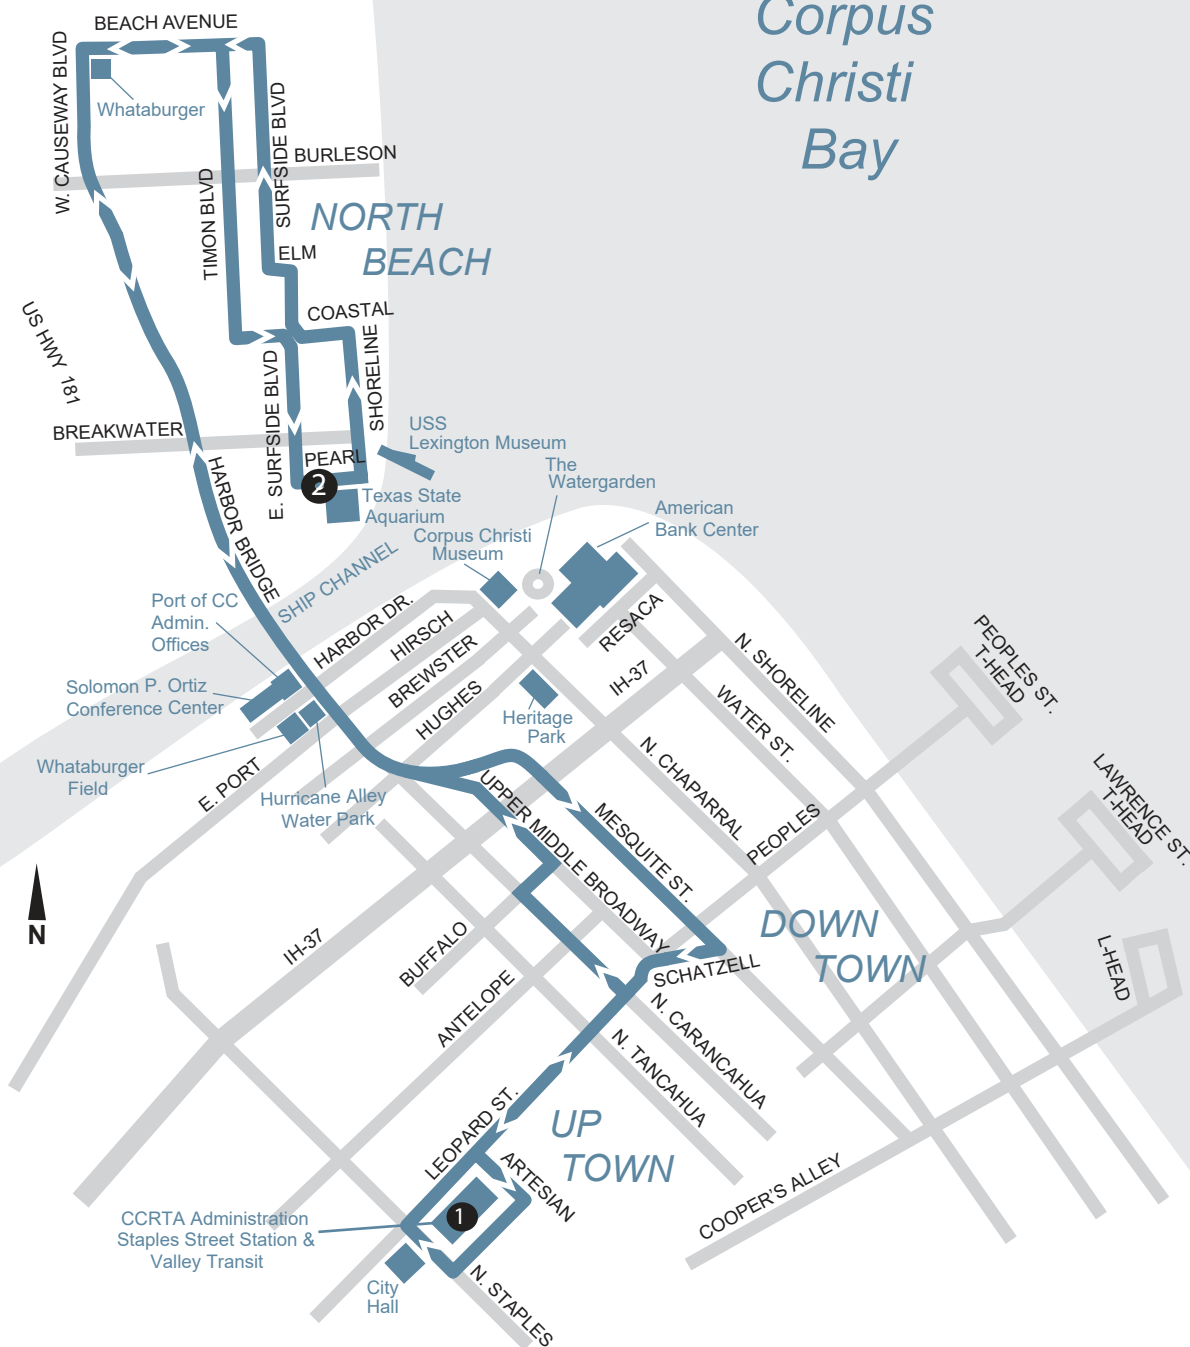 Corpus
Christi
Bay
BEACH AVENUE
W. CAUSEWAY BLVD
Whataburger
SURFSIDE BLVD
BURLESON
TIMON BLVD
NORTH
BEACH
ELM
COASTAL
US HWY 181
SHORELINE
E. SURFSIDE BLVD
BREAKWATER
USS
Lexington Museum
PEARL
2
The
Watergarden
HARBOR BRIDGE
Texas State
Aquarium
American
Bank Center
Corpus Christi
Museum
SHIP CHANNEL
Port of CC
Admin.
Offices
HARBOR DR.
HIRSCH
BREWSTER
HUGHES
RESACA
IH-37
N. SHORELINE
PEOPLES ST.
T-HEAD
Solomon P. Ortiz
Conference Center
Heritage
Park
WATER ST.
N. CHAPARRAL
Whataburger
Field
E. PORT
Hurricane Alley
Water Park
UPPER MIDDLE BROADWAY
MESQUITE ST.
PEOPLES
LAWRENCE ST.
T-HEAD
N
IH-37
BUFFALO
ANTELOPE
DOWN
TOWN
SCHATZELL
L-HEAD
N. CARANCAHUA
N. TANCAHUA
LEOPARD ST.
UP
TOWN
ARTESIAN
COOPER'S ALLEY
CCRTA Administration
Staples Street Station &
Valley Transit
1
City
Hall
N. STAPLES